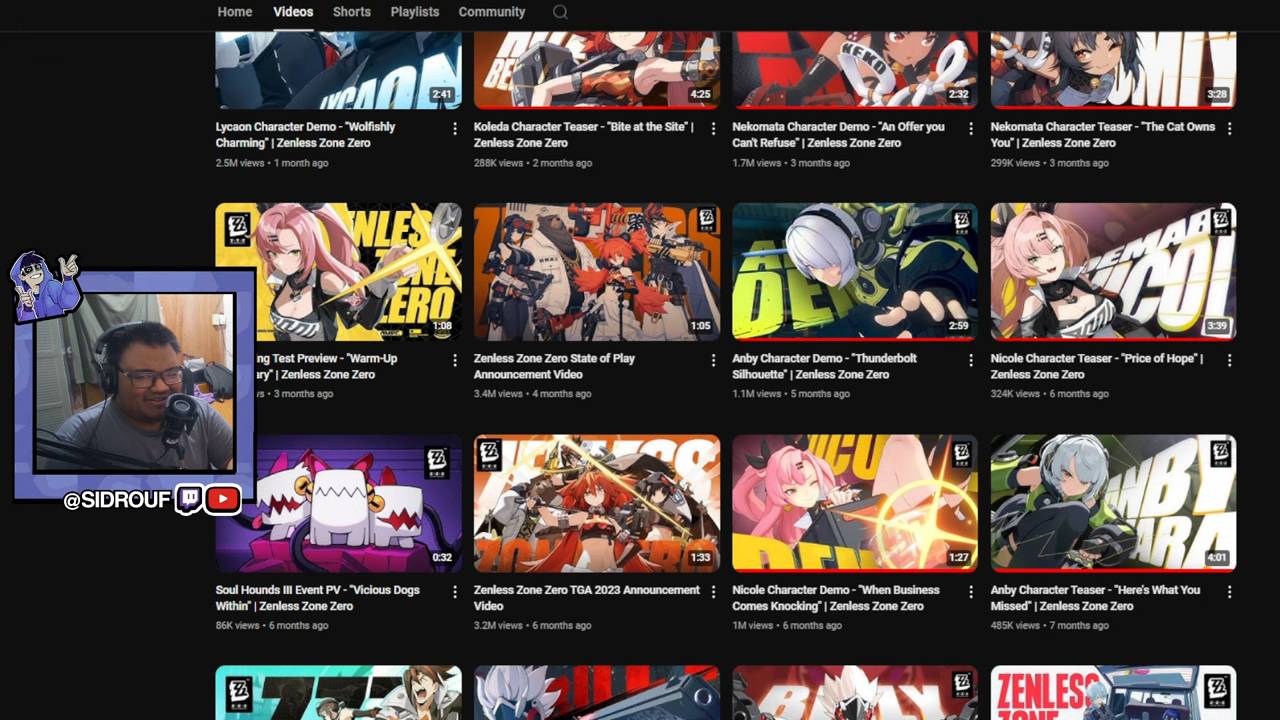 Home Videos Shorts Playlists Community
LYCAON
2:41
4:25
NEKO
2:32
3:28
Lycaon Character Demo - "Wolfishly
Charming" | Zenless Zone Zero
2.5M views • 1 month ago
Koleda Character Teaser - "Bite at the Site" |
Zenless Zone Zero
288K views • 2 months ago
Nekomata Character Demo - "An Offer you
Can't Refuse" | Zenless Zone Zero
1.7M views • 3 months ago
Nekomata Character Teaser - "The Cat Owns
You" | Zenless Zone Zero
299K views • 3 months ago
ZENLESS
ZONE
ZERO
1:08
1:05
2:59
3:39
ng Test Preview - "Warm-Up
ary" | Zenless Zone Zero
vs • 3 months ago
Zenless Zone Zero State of Play
Announcement Video
3.4M views • 4 months ago
Anby Character Demo - "Thunderbolt
Silhouette" | Zenless Zone Zero
1.1M views • 5 months ago
Nicole Character Teaser - "Price of Hope" |
Zenless Zone Zero
324K views • 6 months ago
@SIDROUF
0:32
1:33
1:27
4:01
Soul Hounds III Event PV - "Vicious Dogs
Within" | Zenless Zone Zero
86K views • 6 months ago
Zenless Zone Zero TGA 2023 Announcement
Video
3.2M views • 6 months ago
Nicole Character Demo - "When Business
Comes Knocking" | Zenless Zone Zero
1M views • 6 months ago
Anby Character Teaser - "Here's What You
Missed" | Zenless Zone Zero
485K views • 7 months ago
ZENLESS